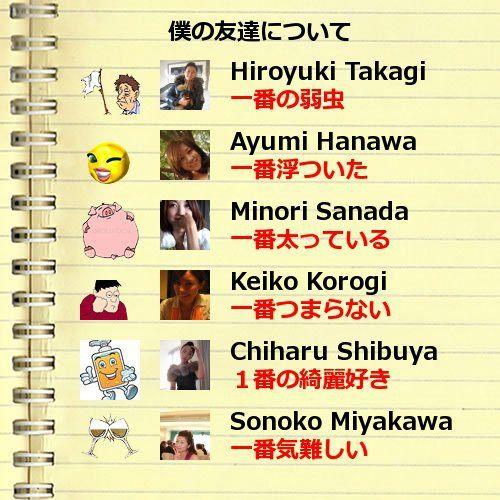 僕の友達について
Hiroyuki Takagi
一番の弱虫
Ayumi Hanawa
一番浮ついた
Minori Sanada
一番太っている
Keiko Korogi
一番つまらない
Chiharu Shibuya
１番の綺麗好き
Sonoko Miyakawa
一番気難しい